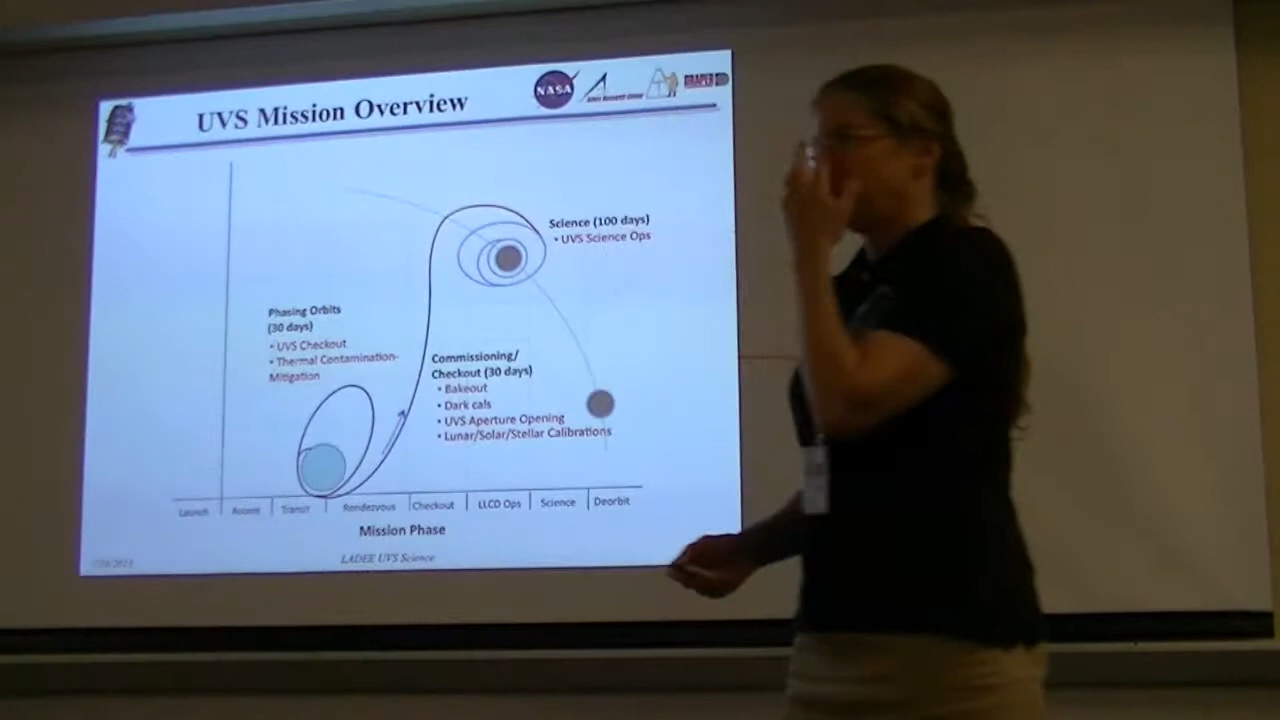 UVS Mission Overview
NASA
DRAPER
Science (100 days)
• UVS Science Ops
Phasing Orbits
(30 days)
• UVS Checkout
• Thermal Contamination-
Mitigation
Commissioning/
Checkout (30 days)
• Bakeout
• Dark cals
• UVS Aperture Opening
• Lunar/Solar/Stellar Calibrations
Launch Ascent Transit Rendezvous Checkout LLCD Ops Science Deorbit
Mission Phase
LADEE UVS Science